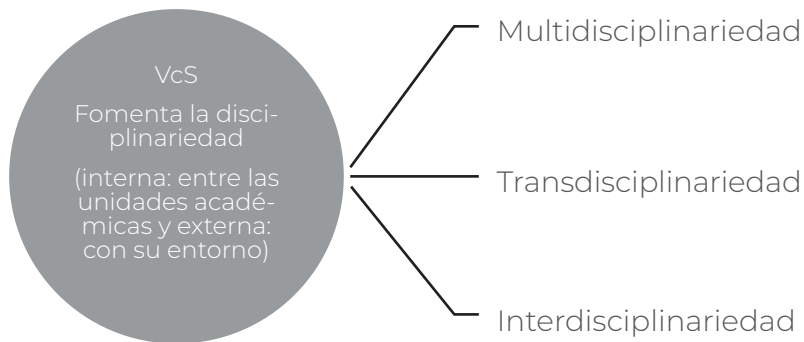 VcS
Fomenta la disci-
plinariedad
(interna: entre las
unidades acadé-
micas y externa:
con su entorno)
Multidisciplinariedad
Transdisciplinariedad
Interdisciplinariedad